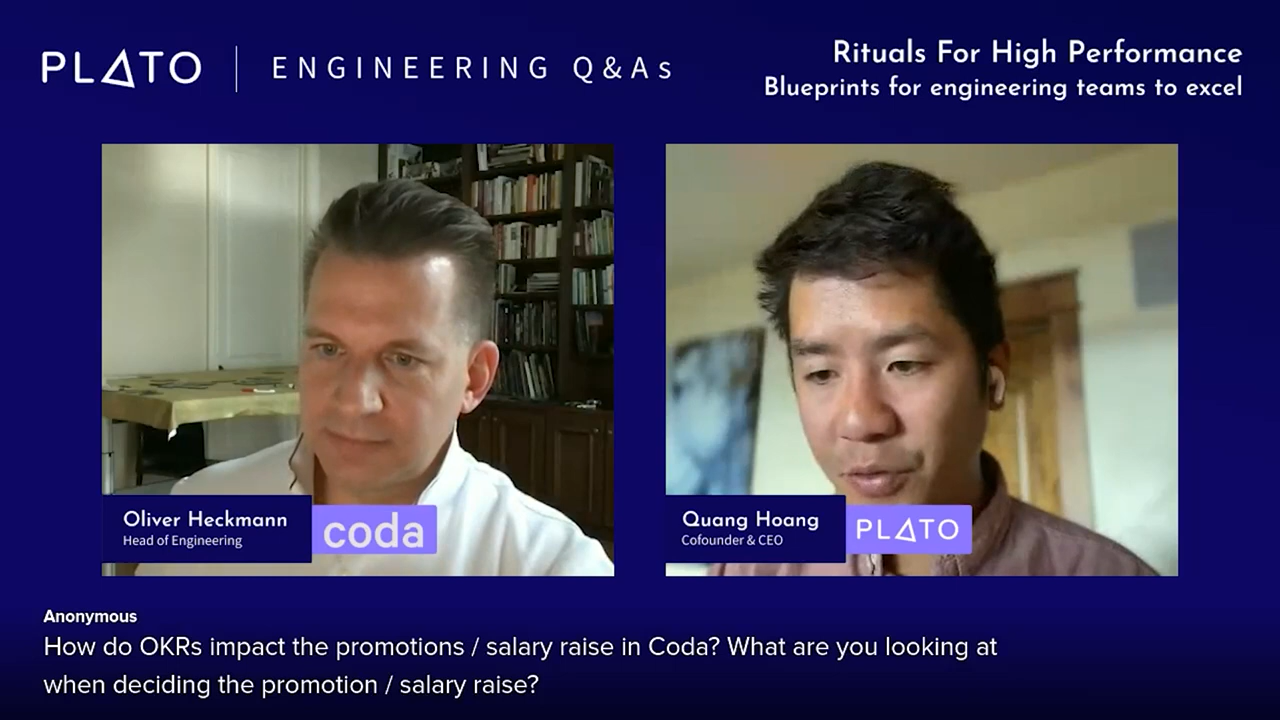 PLATO
ENGINEERING Q&As
Rituals For High Performance
Blueprints for engineering teams to excel
Oliver Heckmann
Head of Engineering
coda
Quang Hoang
Cofounder & CEO
PLATO
Anonymous
How do OKRs impact the promotions / salary raise in Coda? What are you looking at
when deciding the promotion / salary raise?